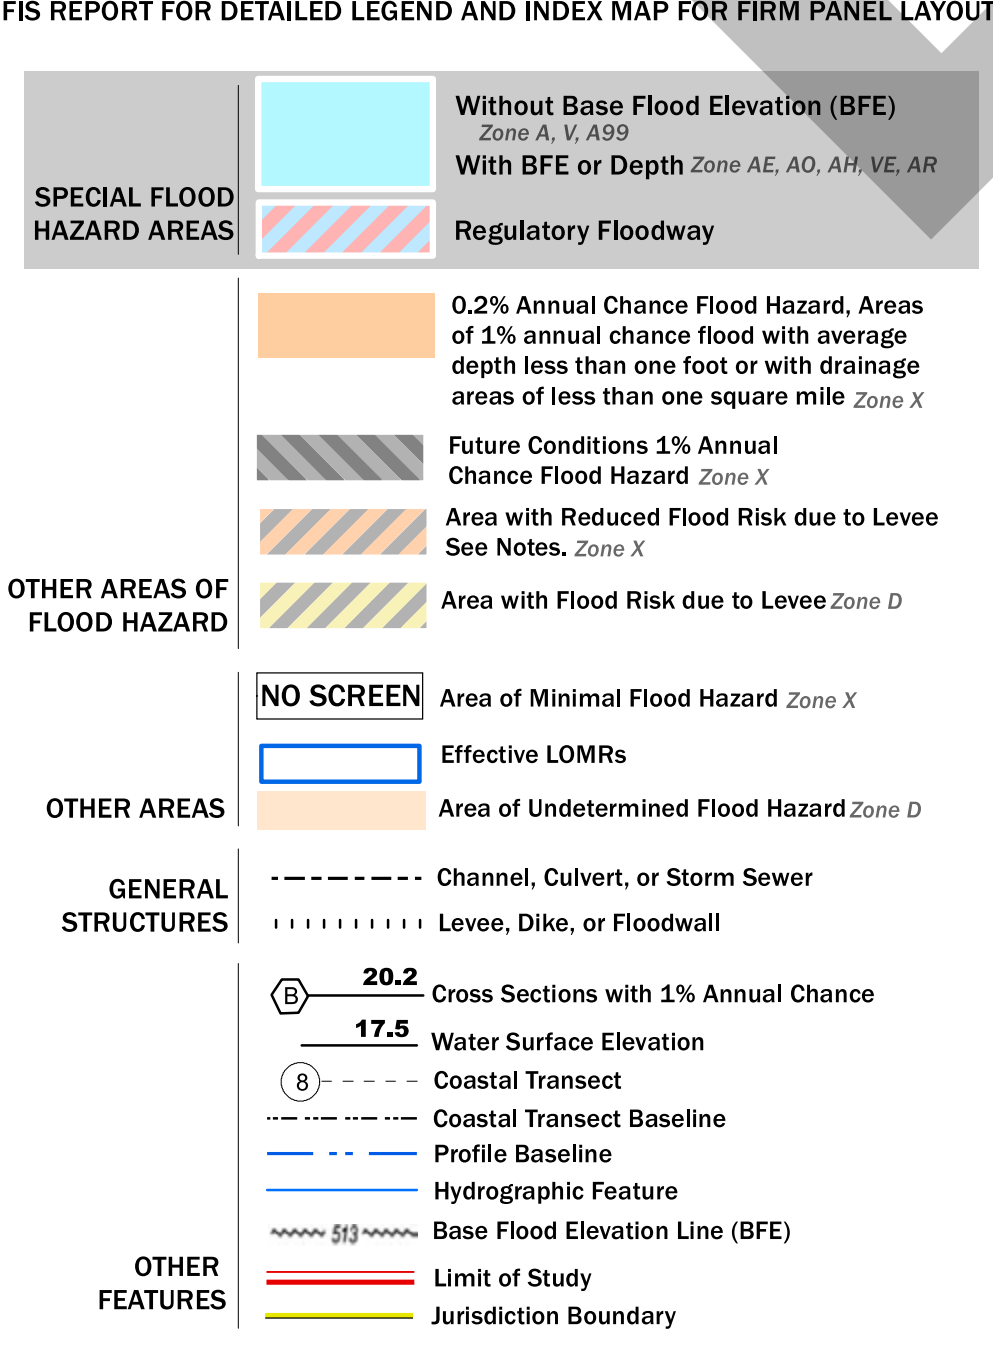 FIS REPORT FOR DETAILED LEGEND AND INDEX MAP FOR FIRM PANEL LAYOUT
SPECIAL FLOOD
HAZARD AREAS
Without Base Flood Elevation (BFE)
Zone A, V, A99
With BFE or Depth Zone AE, AO, AH, VE, AR
Regulatory Floodway
OTHER AREAS OF
FLOOD HAZARD
0.2% Annual Chance Flood Hazard, Areas
of 1% annual chance flood with average
depth less than one foot or with drainage
areas of less than one square mile Zone X
Future Conditions 1% Annual
Chance Flood Hazard Zone X
Area with Reduced Flood Risk due to Levee
See Notes. Zone X
Area with Flood Risk due to Levee Zone D
OTHER AREAS
NO SCREEN Area of Minimal Flood Hazard Zone X
Effective LOMRs
Area of Undetermined Flood Hazard Zone D
GENERAL
STRUCTURES
Channel, Culvert, or Storm Sewer
Levee, Dike, or Floodwall
OTHER
FEATURES
B 20.2 Cross Sections with 1% Annual Chance
17.5 Water Surface Elevation
8 Coastal Transect
Coastal Transect Baseline
Profile Baseline
Hydrographic Feature
513 Base Flood Elevation Line (BFE)
Limit of Study
Jurisdiction Boundary